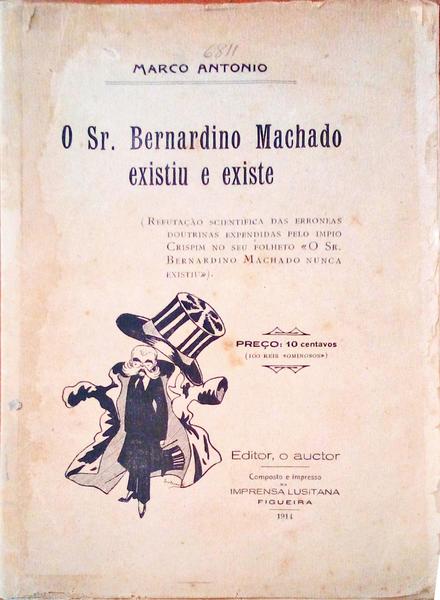 6811
MARCO ANTONIO
O Sr. Bernardino Machado
existiu e existe
(REFUTAÇÃO SCIENTIFICA DAS ERRONEAS
DOUTRINAS EXPENDIDAS PELO IMPIO
CRISPIM NO SEU FOLHETO «O SR.
BERNARDINO MACHADO NUNCA
EXISTIU»).
PREÇO: 10 centavos
(100 REIS «OMINOSOS»)
Editor, o auctor
Composto e impresso
NA
IMPRENSA LUSITANA
FIGUEIRA
1914